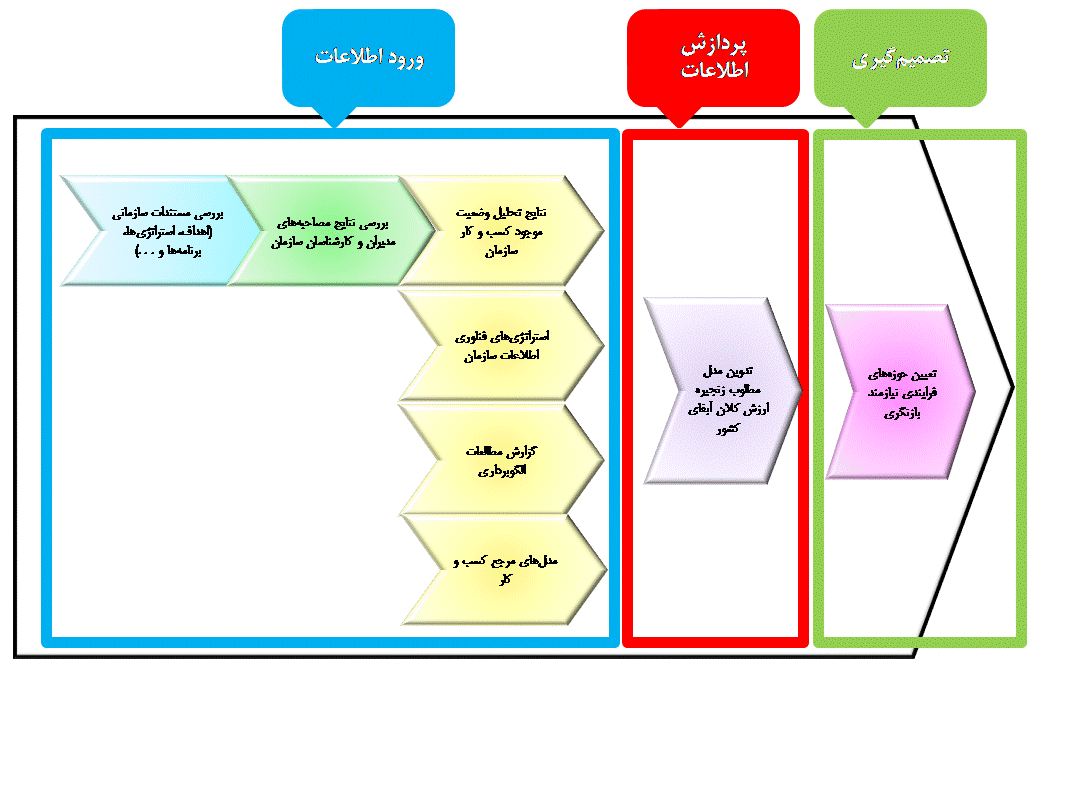 ورود اطلاعات
پردازش
اطلاعات
تصمیم‌گیری
بررسی مستندات سازمانی
(اهداف، استراتژی‌ها،
برنامه‌ها و ...)
بررسی نتایج مصاحبه‌های
مدیران و کارشناسان سازمان
نتایج تحلیل وضعیت
موجود کسب و کار
سازمان
استراتژی‌های فناوری
اطلاعات سازمان
گزارش مطالعات
الگوبرداری
مدل‌های مرجع کسب و
کار
تدوین مدل
مطلوب زنجیره
ارزش کلان آبفای
کشور
تعیین حوزه‌های
فرایندی نیازمند
بازنگری